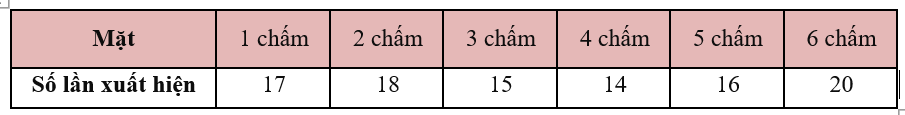 Mặt 1 chấm 2 chấm 3 chấm 4 chấm 5 chấm 6 chấm
Số lần xuất hiện 17 18 15 14 16 20